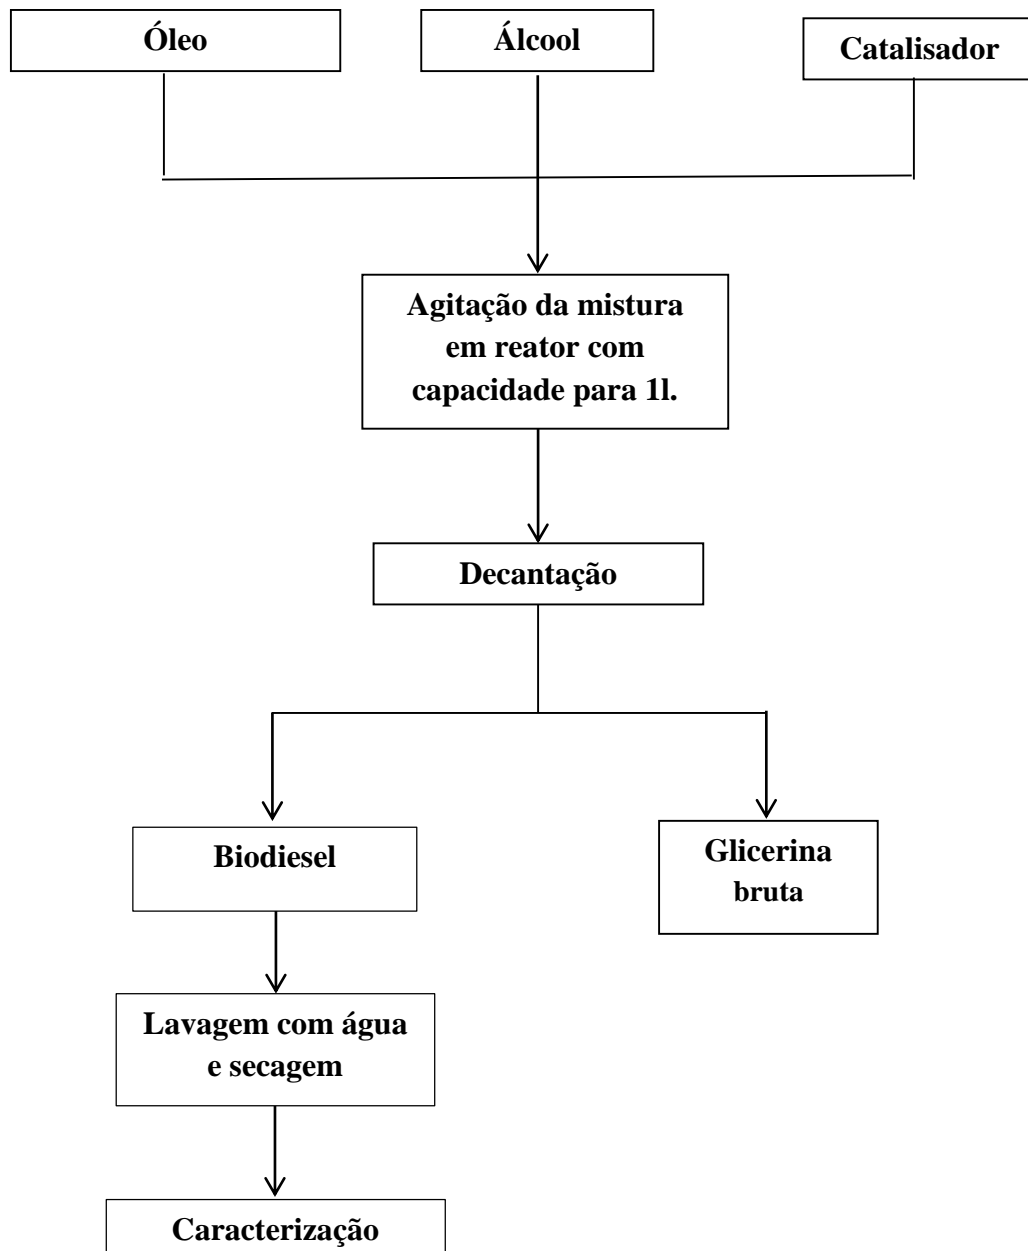 Óleo
Álcool
Catalisador
Agitação da mistura
em reator com
capacidade para 1l.
Decantação
Biodiesel
Glicerina
bruta
Lavagem com água
e secagem
Caracterização